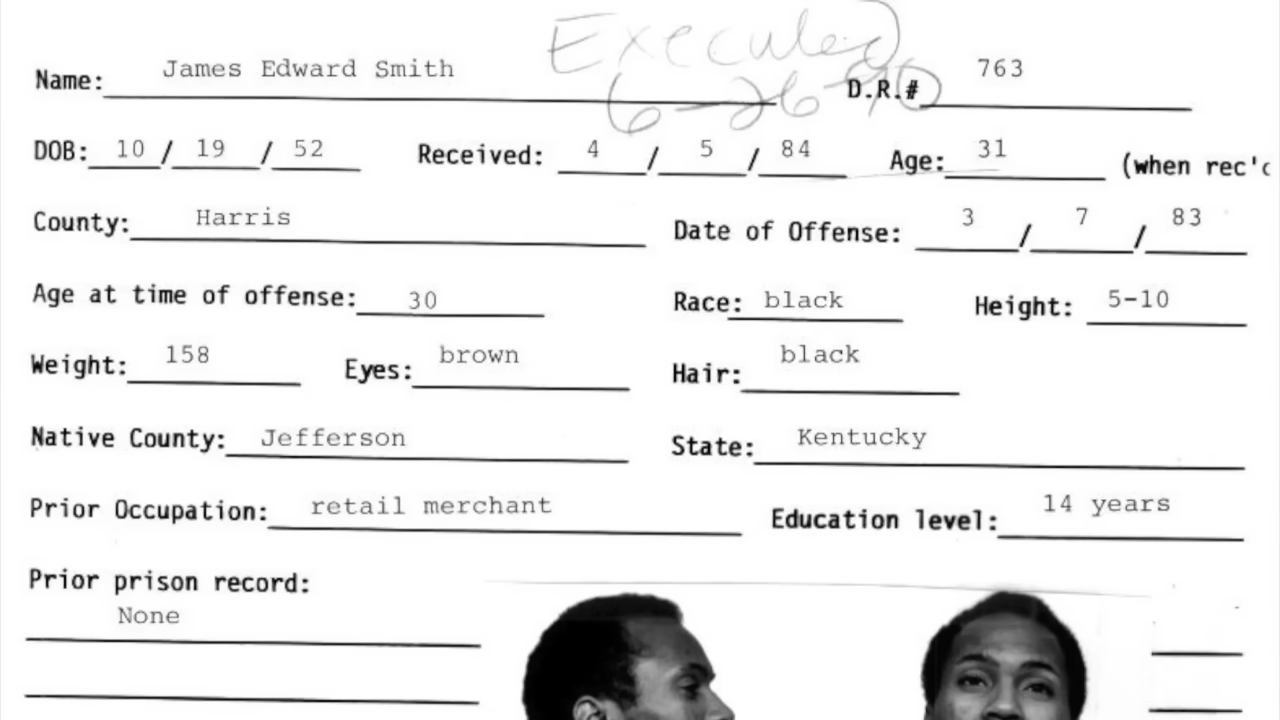 Executed
6-26-90
Name: James Edward Smith D.R.# 763
DOB: 10 / 19 / 52 Received: 4 / 5 / 84 Age: 31 (when rec'd
County: Harris Date of Offense: 3 / 7 / 83
Age at time of offense: 30 Race: black Height: 5-10
Weight: 158 Eyes: brown Hair: black
Native County: Jefferson State: Kentucky
Prior Occupation: retail merchant Education level: 14 years
Prior prison record:
None